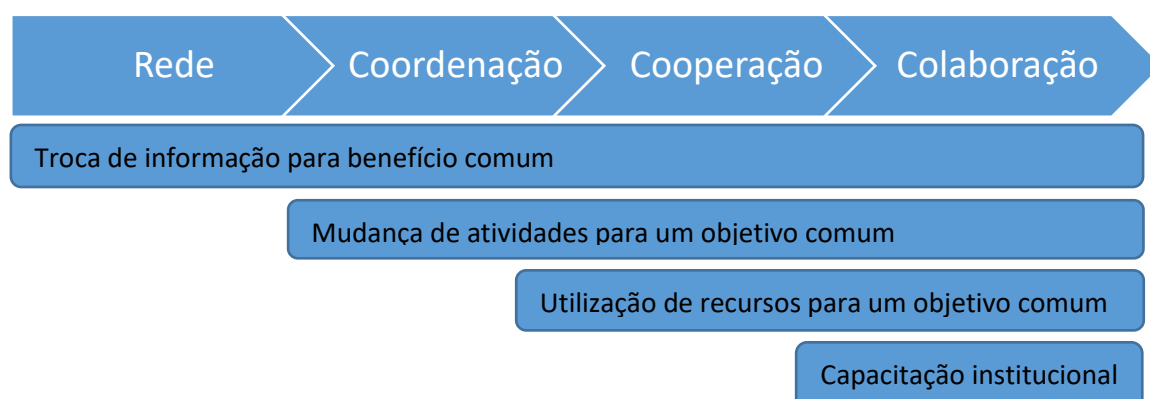 Rede
Coordenação
Cooperação
Colaboração
Troca de informação para benefício comum
Mudança de atividades para um objetivo comum
Utilização de recursos para um objetivo comum
Capacitação institucional